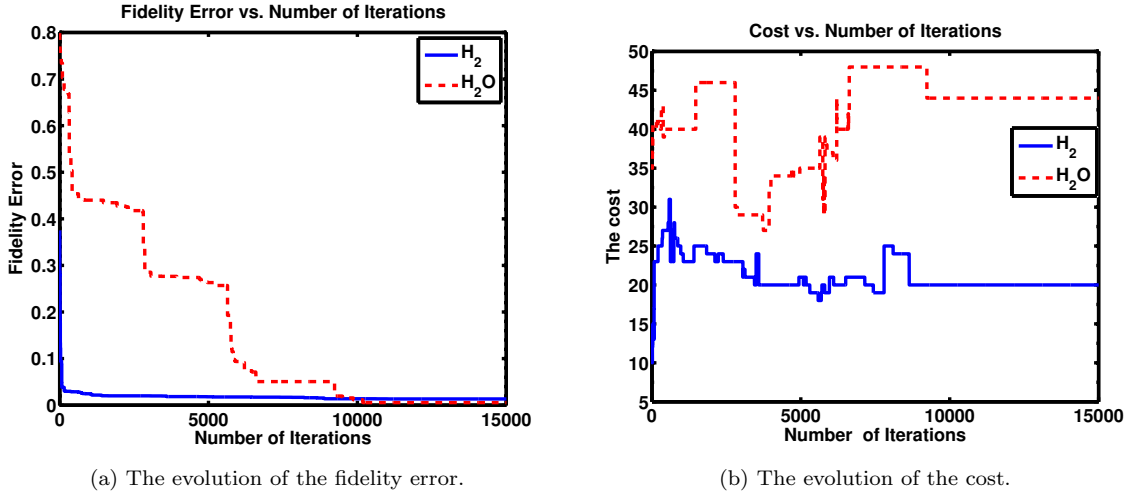 Fidelity Error vs. Number of Iterations
0.8
0.7
0.6
0.5
0.4
0.3
0.2
0.1
0
Fidelity Error
H2
H2O
0
5000
10000
15000
Number of Iterations
(a) The evolution of the fidelity error.
Cost vs. Number of Iterations
50
45
40
35
30
25
20
15
10
5
The cost
H2
H2O
0
5000
10000
15000
Number of Iterations
(b) The evolution of the cost.